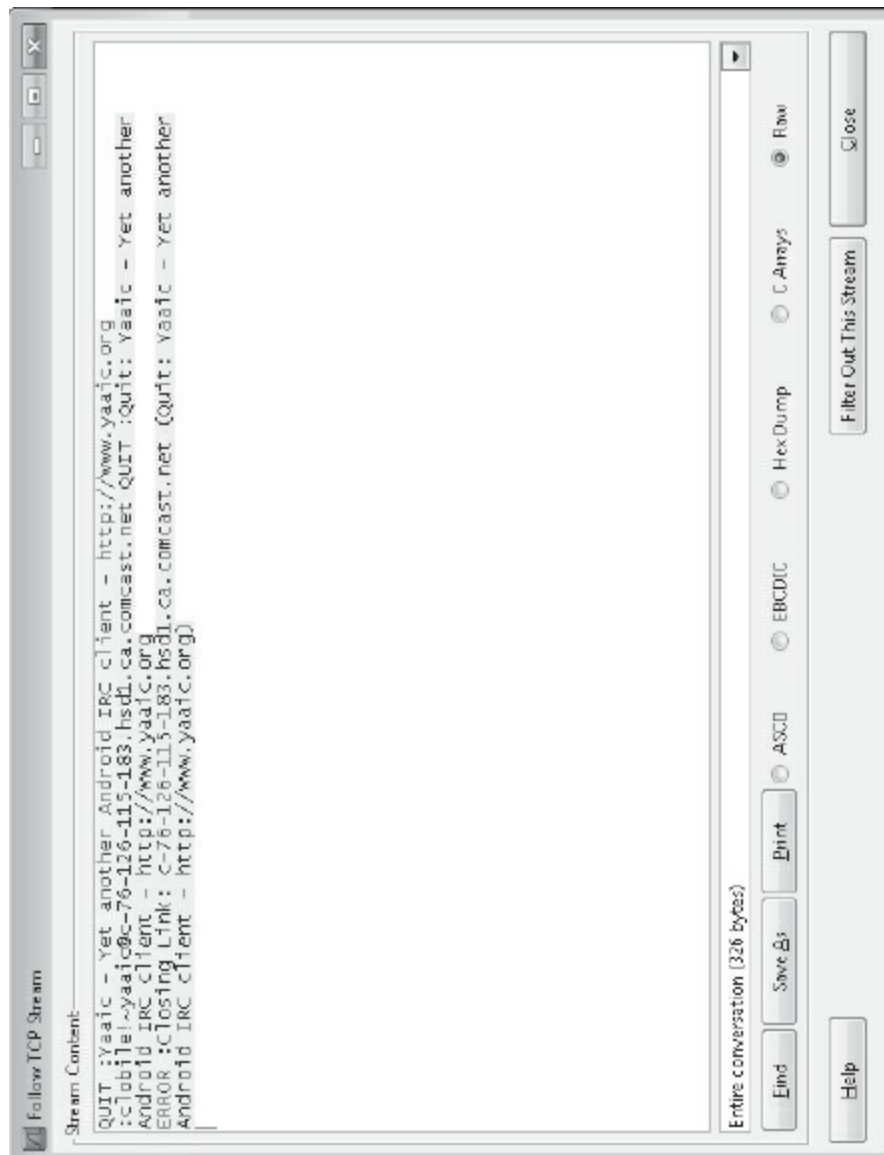 Follow TCP Stream
Stream Content
QUIT :Yaaic - Yet another Android IRC client - http://www.yaaic.org
:clobile!~yaaic@c-76-126-115-183.hsd1.ca.comcast.net QUIT :Quit: Yaaic - Yet another
Android IRC client - http://www.yaaic.org
ERROR :Closing Link: c-76-126-115-183.hsd1.ca.comcast.net (Quit: Yaaic - Yet another
Android IRC client - http://www.yaaic.org)
Entire conversation (326 bytes)
Find Save As Print ASCII EBCDIC Hex Dump C Arrays Raw
Help Filter Out This Stream Close